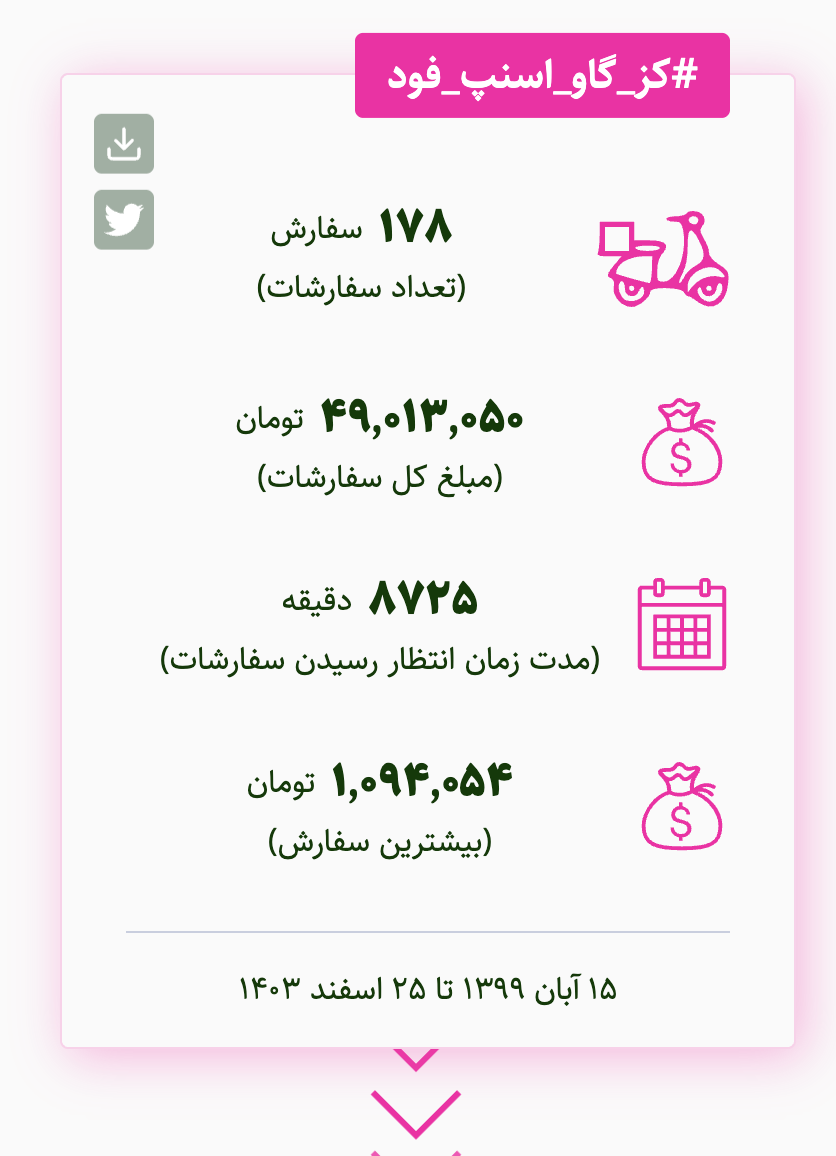 #کز_گاو_اسنپ_فود
۱۷۸ سفارش
(تعداد سفارشات)
۴۹,۰۱۳,۰۵۰ تومان
(مبلغ کل سفارشات)
۸۷۲۵ دقیقه
(مدت زمان انتظار رسیدن سفارشات)
۱,۰۹۴,۰۵۴ تومان
(بیشترین سفارش)
۱۵ آبان ۱۳۹۹ تا ۲۵ اسفند ۱۴۰۳